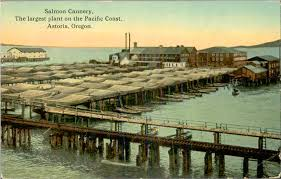 Salmon Cannery,
The largest plant on the Pacific Coast,
Astoria, Oregon.